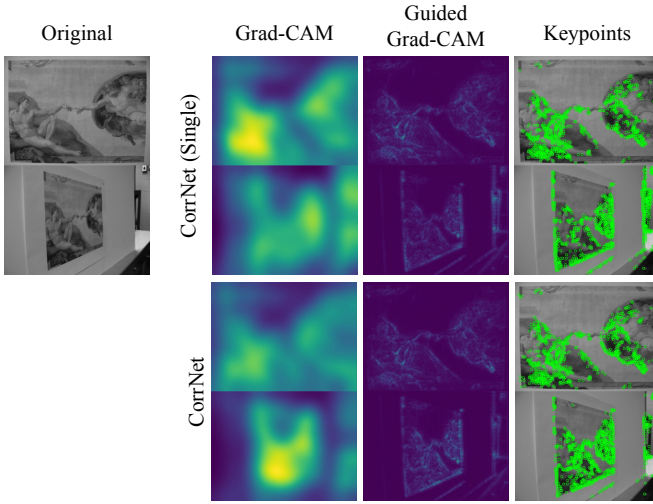 Original
Grad-CAM
Guided
Grad-CAM
Keypoints
CorrNet (Single)
CorrNet